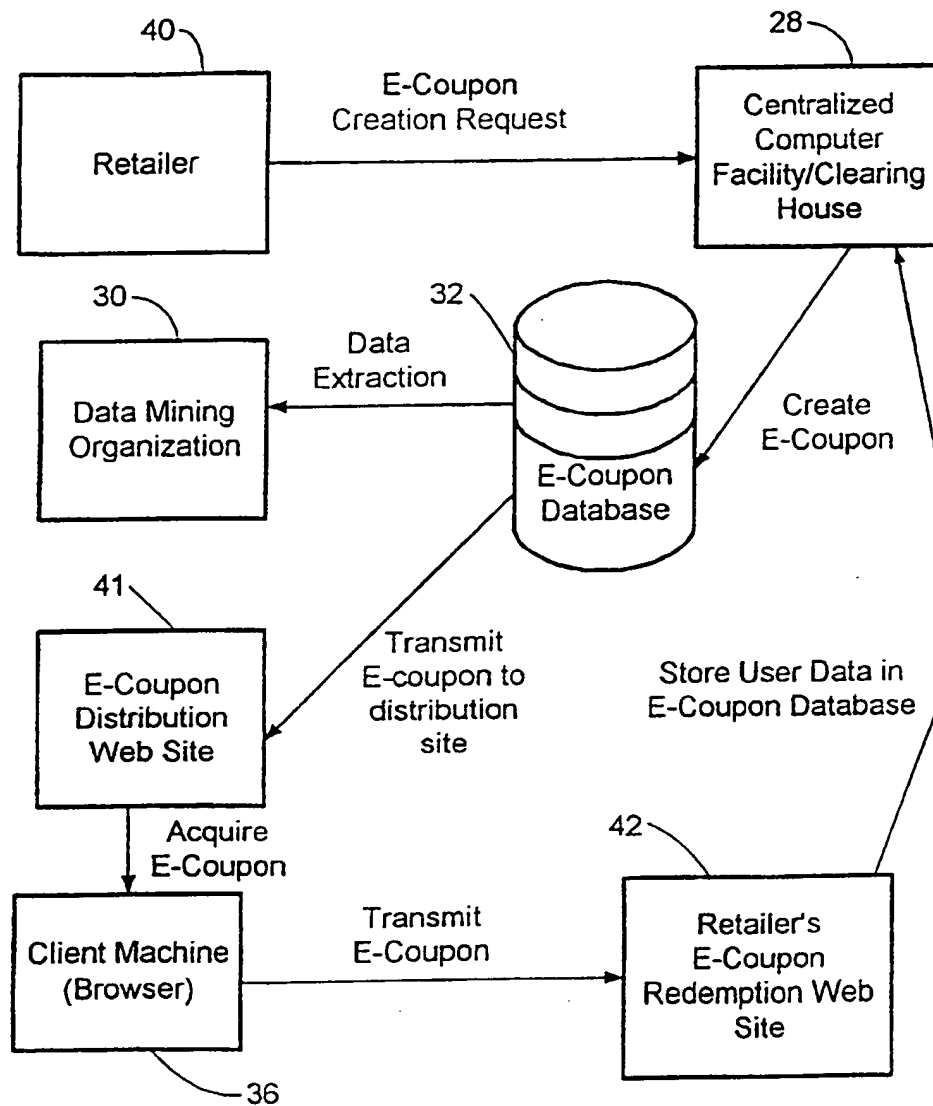 40
28
Retailer
E-Coupon
Creation Request
Centralized
Computer
Facility/Clearing
House
30
32
Data Mining
Organization
Data
Extraction
E-Coupon
Database
Create
E-Coupon
41
E-Coupon
Distribution
Web Site
Transmit
E-coupon to
distribution
site
Store User Data in
E-Coupon Database
Acquire
E-Coupon
42
Client Machine
(Browser)
Transmit
E-Coupon
Retailer's
E-Coupon
Redemption Web
Site
36